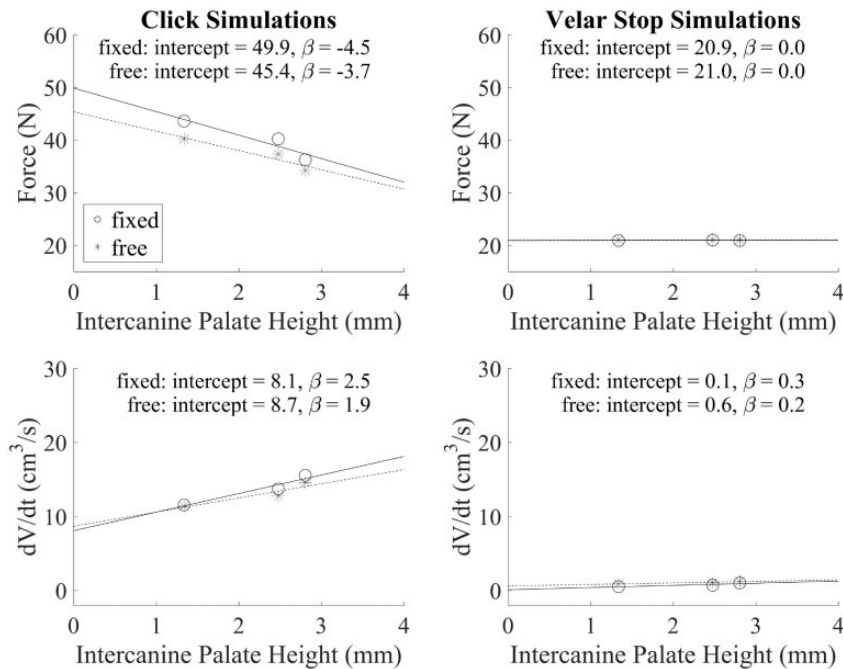 Click Simulations
fixed: intercept = 49.9, β = -4.5
free: intercept = 45.4, β = -3.7
60
50
40
30
20
Force (N)
fixed
free
0 1 2 3 4
Intercanine Palate Height (mm)
Velar Stop Simulations
fixed: intercept = 20.9, β = 0.0
free: intercept = 21.0, β = 0.0
60
50
40
30
20
Force (N)
0 1 2 3 4
Intercanine Palate Height (mm)
fixed: intercept = 8.1, β = 2.5
free: intercept = 8.7, β = 1.9
30
20
10
0
dV/dt (cm³/s)
0 1 2 3 4
Intercanine Palate Height (mm)
fixed: intercept = 0.1, β = 0.3
free: intercept = 0.6, β = 0.2
30
20
10
0
dV/dt (cm³/s)
0 1 2 3 4
Intercanine Palate Height (mm)